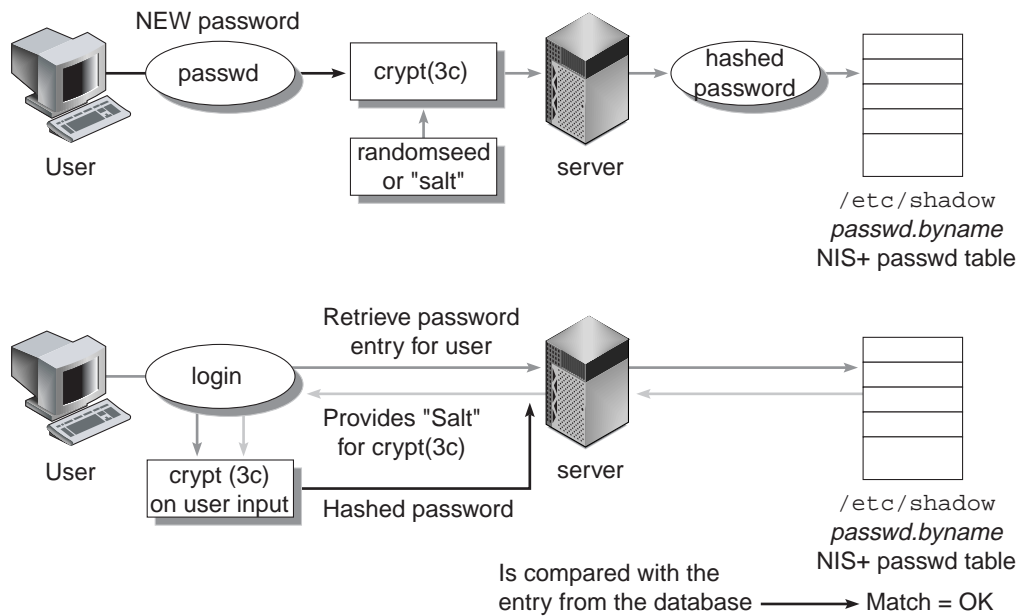 NEW password
passwd
crypt(3c)
hashed
password
randomseed
or "salt"
User
server
/etc/shadow
passwd.byname
NIS+ passwd table
Retrieve password
entry for user
login
Provides "Salt"
for crypt(3c)
User
crypt (3c)
on user input
Hashed password
server
/etc/shadow
passwd.byname
NIS+ passwd table
Is compared with the
entry from the database
Match = OK